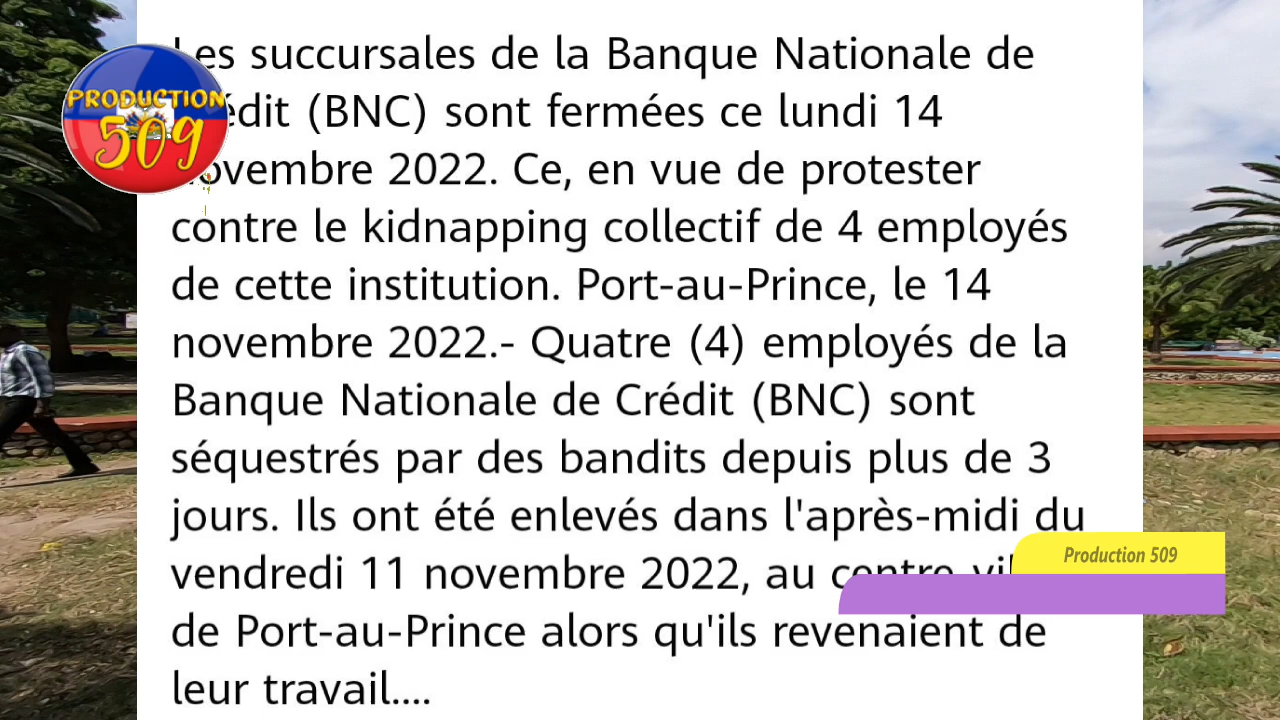 Les succursales de la Banque Nationale de
PRODUCTION
509
édit (BNC) sont fermées ce lundi 14
novembre 2022. Ce, en vue de protester
contre le kidnapping collectif de 4 employés
de cette institution. Port-au-Prince, le 14
novembre 2022.- Quatre (4) employés de la
Banque Nationale de Crédit (BNC) sont
séquestrés par des bandits depuis plus de 3
jours. Ils ont été enlevés dans l'après-midi du
vendredi 11 novembre 2022, au centre
Production 509
de Port-au-Prince alors qu'ils revenaient de
leur travail....